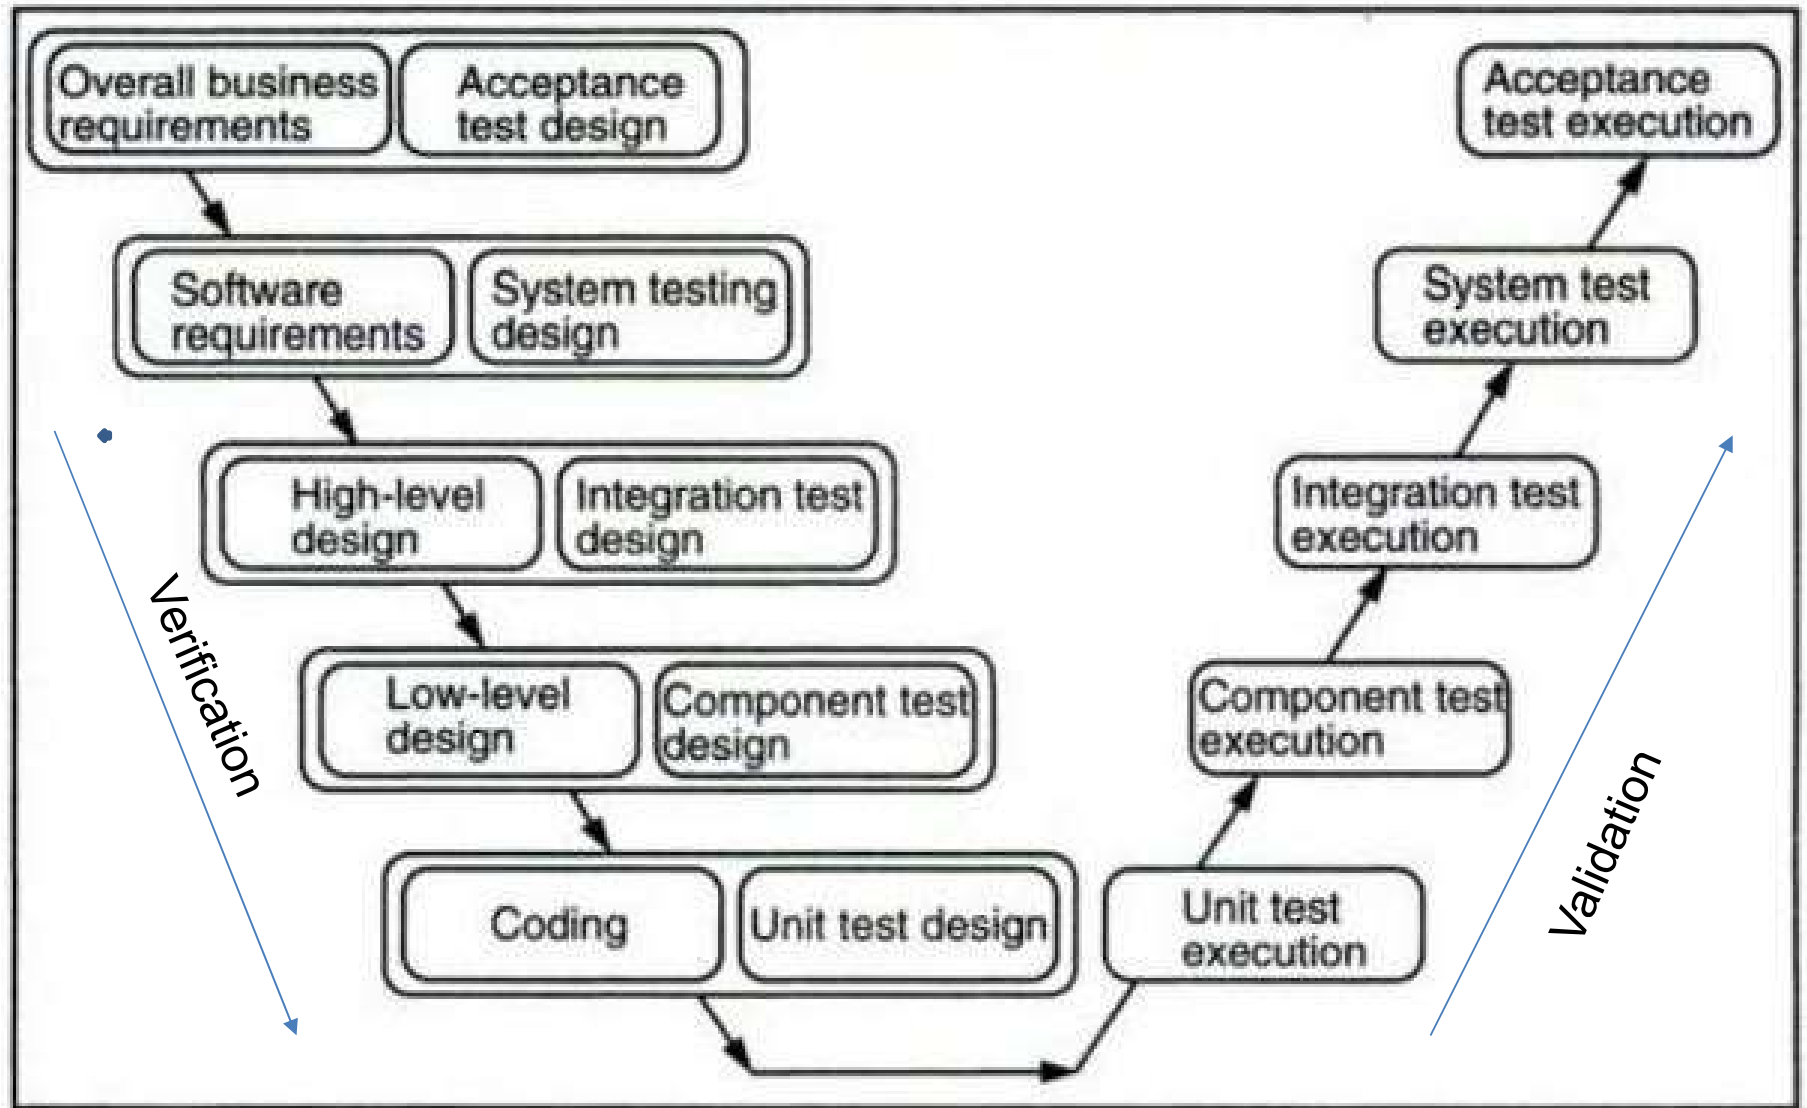 Overall business
requirements
Acceptance
test design
Acceptance
test execution
Software
requirements
System testing
design
System test
execution
High-level
design
Integration test
design
Integration test
execution
Verification
Low-level
design
Component test
design
Component test
execution
Validation
Coding
Unit test design
Unit test
execution